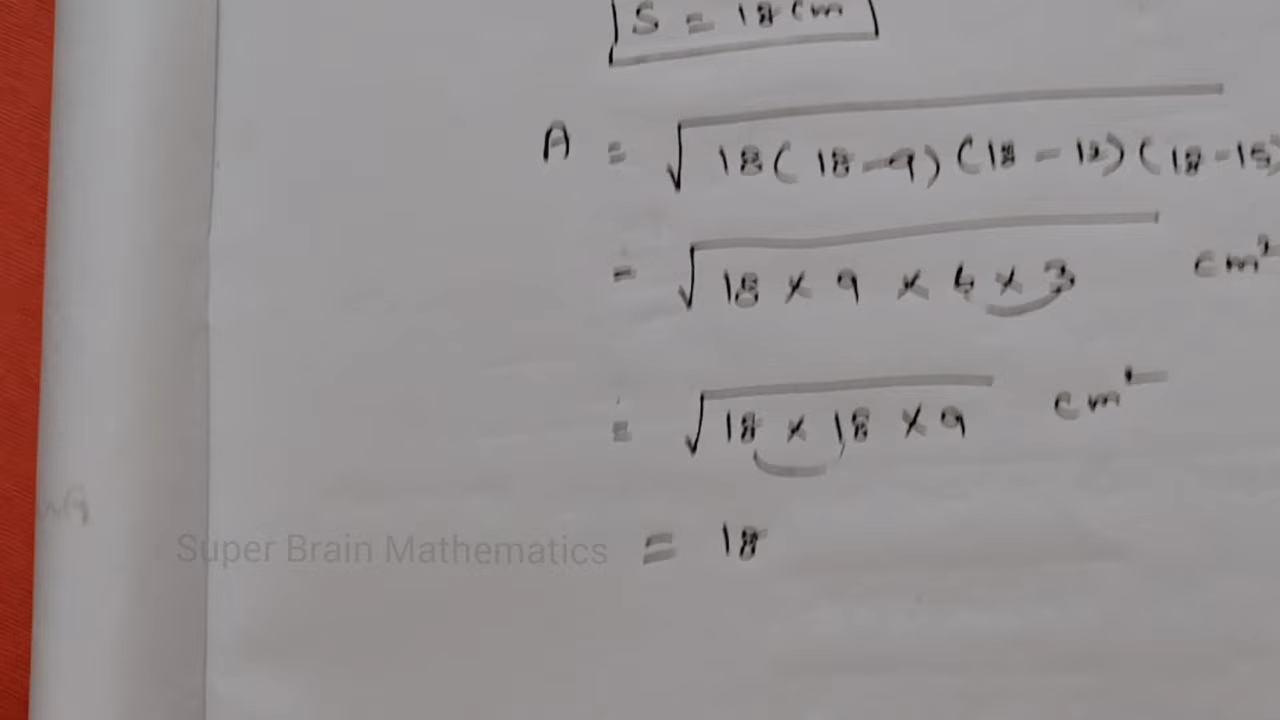 S = 18 cm
A = √18(18-9)(18-12)(18-15)
= √18 × 9 × 6 × 3 cm²
= √18 × 18 × 9 cm²
= 18
Super Brain Mathematics